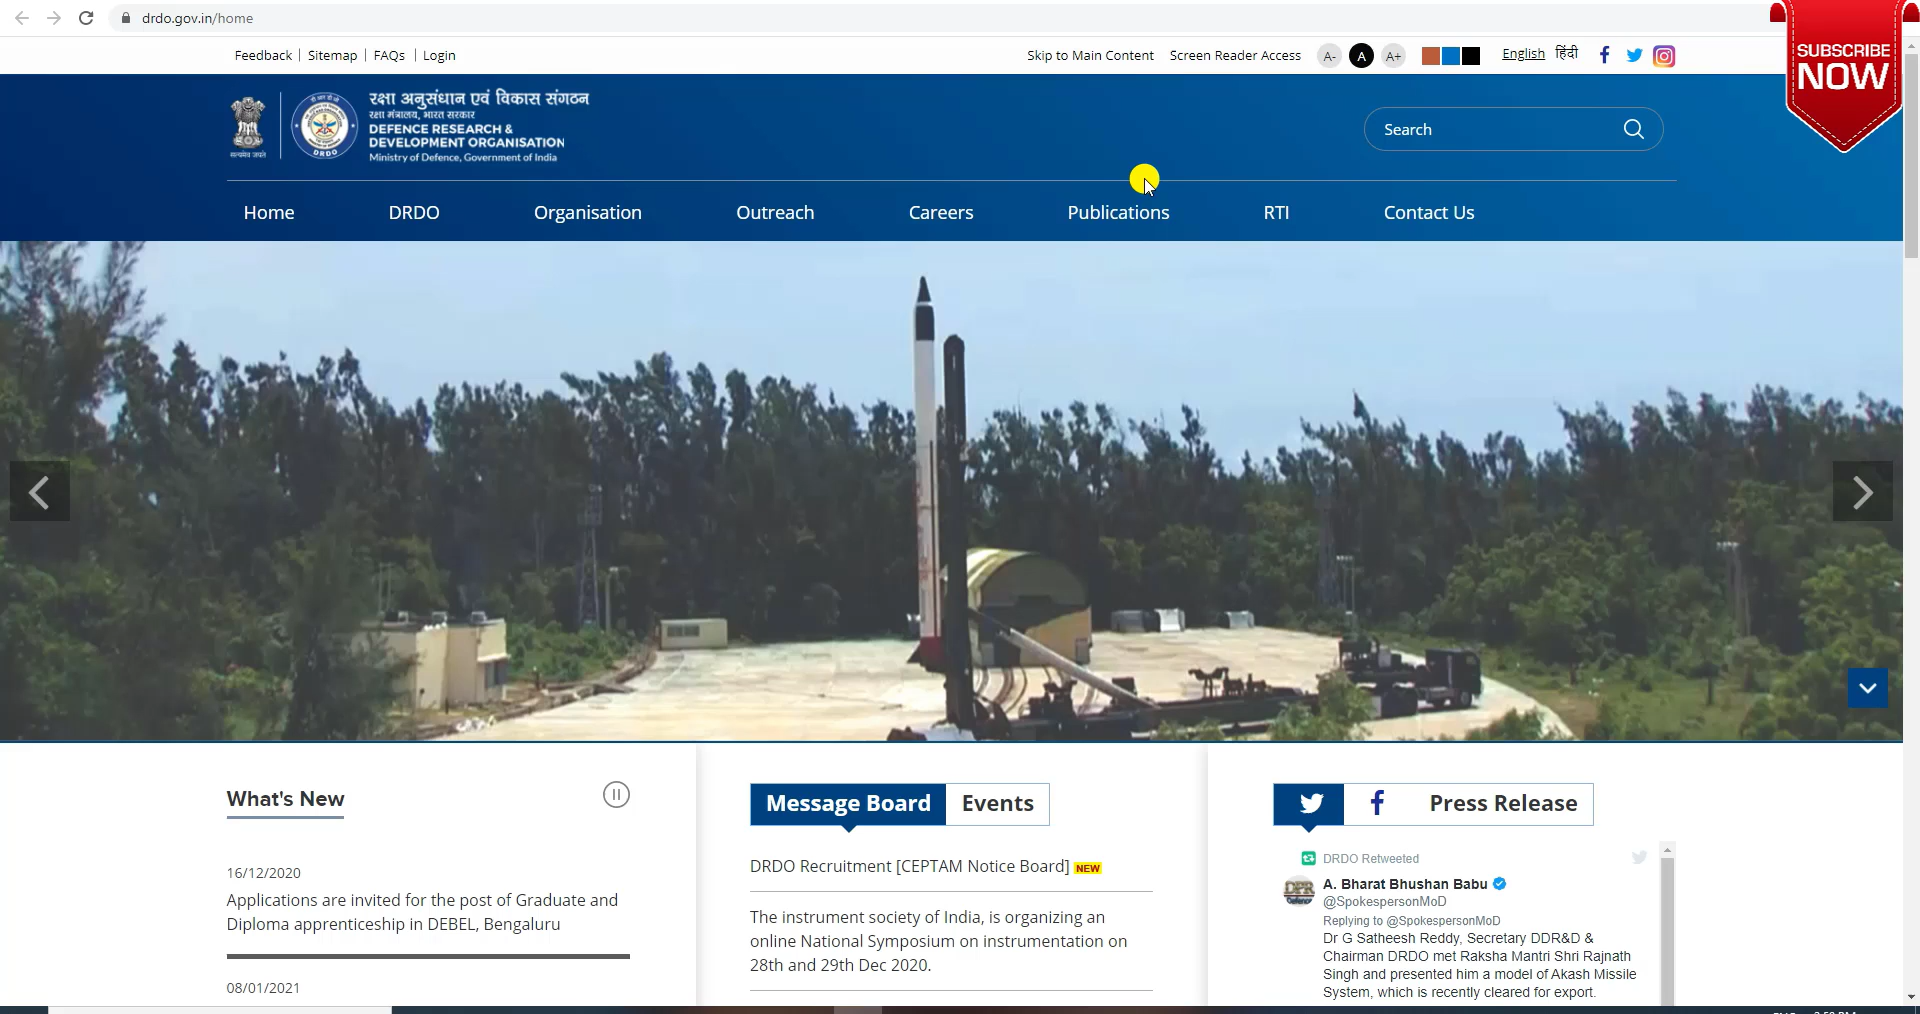 drdo.gov.in/home
Feedback | Sitemap | FAQs | Login
Skip to Main Content Screen Reader Access A- A A+ English हिंदी
SUBSCRIBE
NOW
रक्षा अनुसंधान एवं विकास संगठन
रक्षा मंत्रालय, भारत सरकार
DEFENCE RESEARCH &
DEVELOPMENT ORGANISATION
Ministry of Defence, Government of India
सत्यमेव जयते
DRDO
Search
Home DRDO Organisation Outreach Careers Publications RTI Contact Us
What's New
16/12/2020
Applications are invited for the post of Graduate and
Diploma apprenticeship in DEBEL, Bengaluru
08/01/2021
Message Board Events
DRDO Recruitment [CEPTAM Notice Board] NEW
The instrument society of India, is organizing an
online National Symposium on instrumentation on
28th and 29th Dec 2020.
Press Release
DRDO Retweeted
DPR
Defence
A. Bharat Bhushan Babu
@SpokespersonMoD
Replying to @SpokespersonMoD
Dr G Satheesh Reddy, Secretary DDR&D &
Chairman DRDO met Raksha Mantri Shri Rajnath
Singh and presented him a model of Akash Missile
System, which is recently cleared for export.